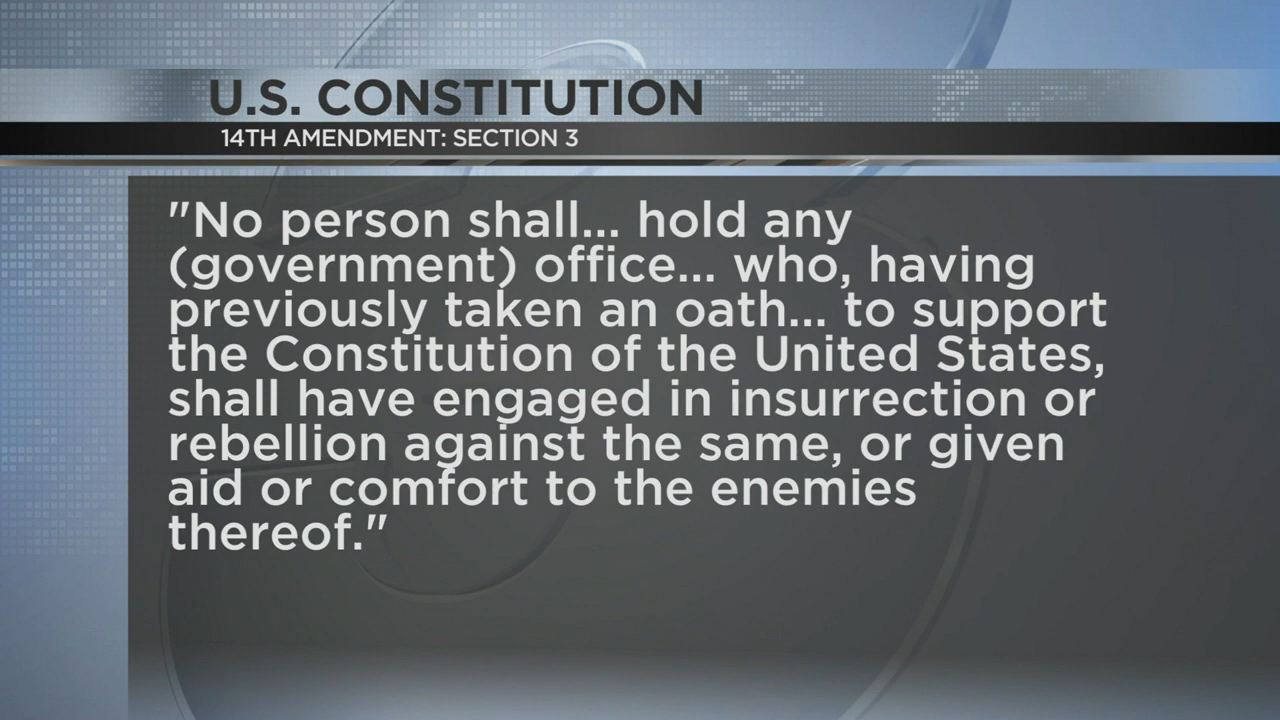 U.S. CONSTITUTION
14TH AMENDMENT: SECTION 3
"No person shall... hold any
(government) office... who, having
previously taken an oath... to support
the Constitution of the United States,
shall have engaged in insurrection or
rebellion against the same, or given
aid or comfort to the enemies
thereof."